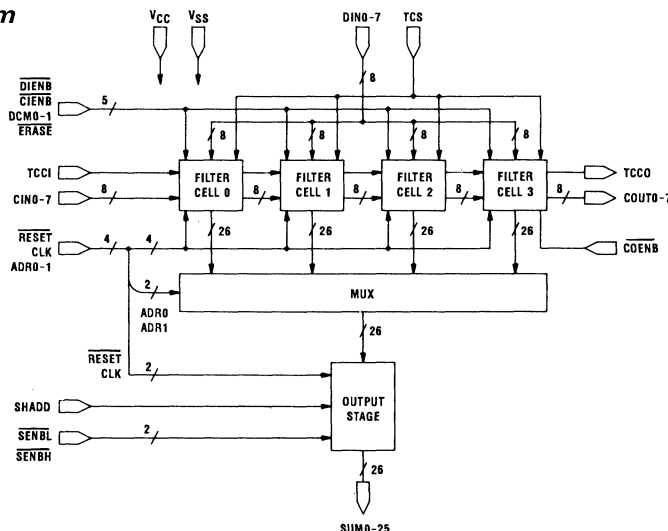 m
VCC VSS DIN0-7 TCS
8
DIENB
CIENB 5
DCM0-1
ERASE
8 8 8 8
TCCI FILTER CELL 0 FILTER CELL 1 FILTER CELL 2 FILTER CELL 3 TCCO
CIN0-7 8 8 8 8 8 COUT0-7
RESET 4 4 26 26 26 26 COENB
CLK
ADR0-1
2 MUX
ADR0
ADR1
26
RESET 2
CLK
SHADD OUTPUT
STAGE
SENBL 2
SENBH
26
SUM0-25